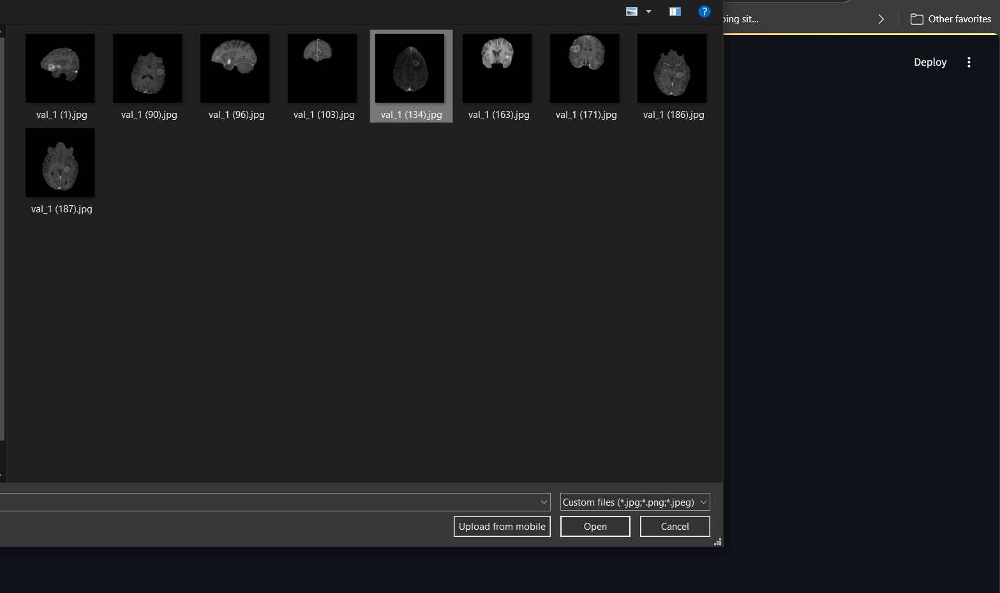 ?
ping sit...
Other favorites
Deploy
val_1 (1).jpg
val_1 (90).jpg
val_1 (96).jpg
val_1 (103).jpg
val_1 (134).jpg
val_1 (163).jpg
val_1 (171).jpg
val_1 (186).jpg
val_1 (187).jpg
Custom files (*.jpg;*.png;*.jpeg)
Upload from mobile
Open
Cancel